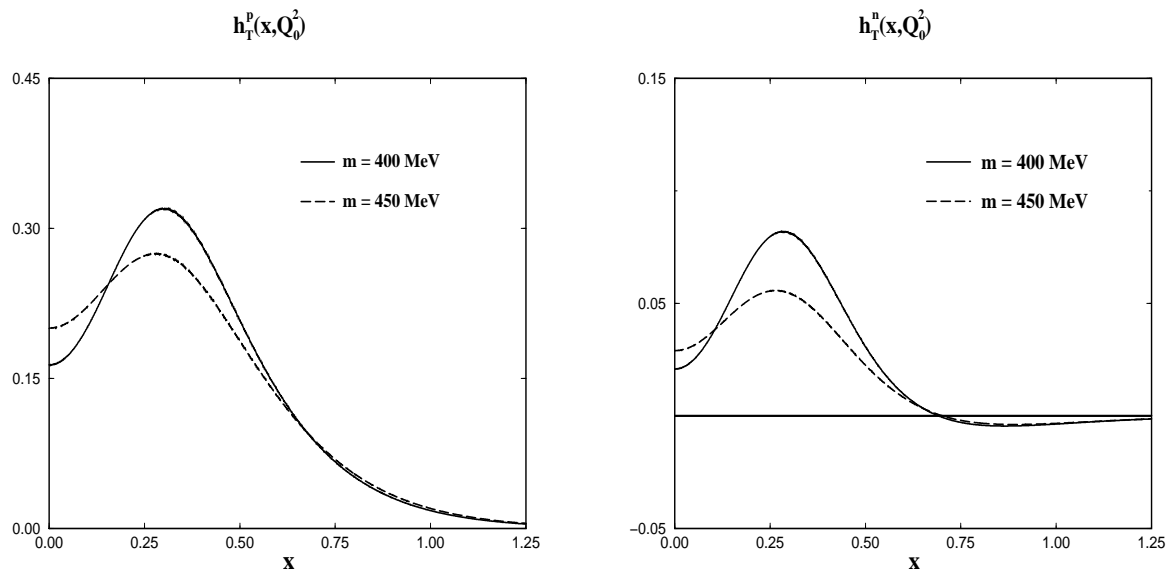 h_T^p(x,Q_0^2)
0.45
0.30
0.15
0.00
0.00 0.25 0.50 0.75 1.00 1.25
x
m = 400 MeV
m = 450 MeV
h_T^n(x,Q_0^2)
0.15
0.05
−0.05
0.00 0.25 0.50 0.75 1.00 1.25
x
m = 400 MeV
m = 450 MeV